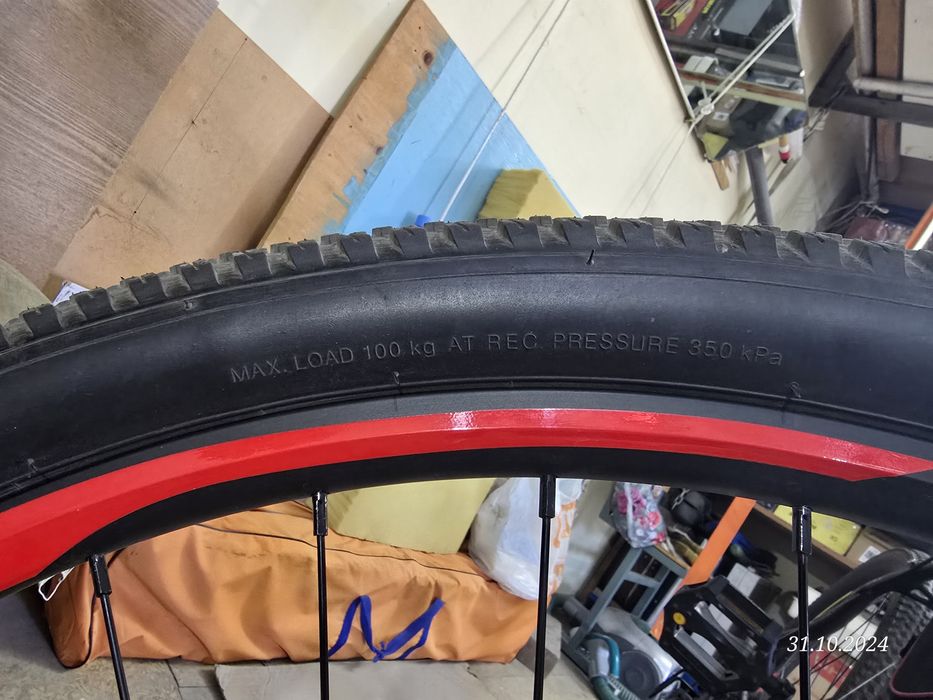 MAX. LOAD 100 kg AT REC. PRESSURE 350 kPa
31.10.2024